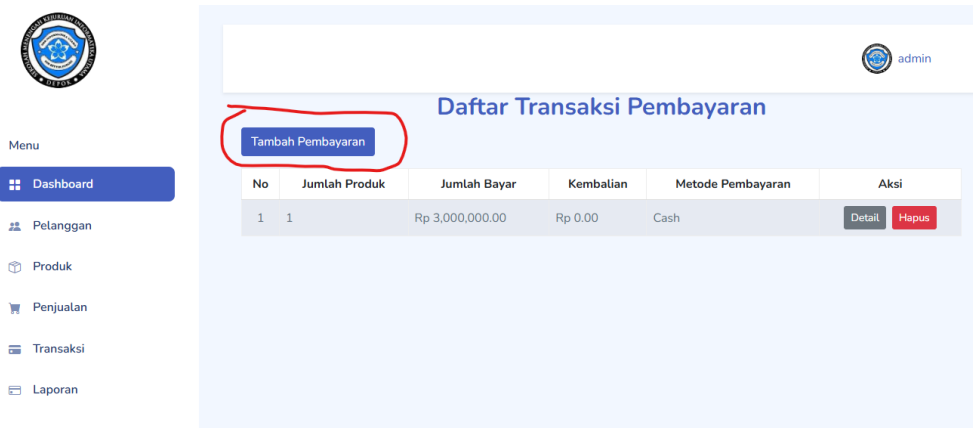 admin
Daftar Transaksi Pembayaran
Tambah Pembayaran
Menu
Dashboard
Pelanggan
Produk
Penjualan
Transaksi
Laporan
No Jumlah Produk Jumlah Bayar Kembalian Metode Pembayaran Aksi
1 1 Rp 3,000,000.00 Rp 0.00 Cash Detail Hapus